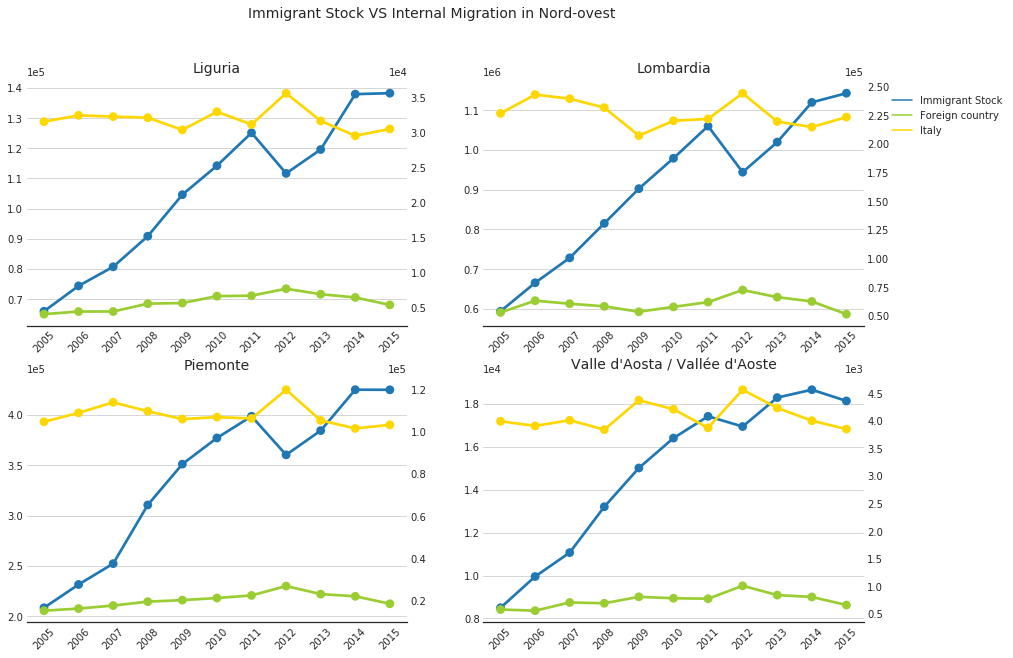 Immigrant Stock VS Internal Migration in Nord-ovest
Liguria
1e5
1e4
1.4
1.3
1.2
1.1
1.0
0.9
0.8
0.7
3.5
3.0
2.5
2.0
1.5
1.0
0.5
2005 2006 2007 2008 2009 2010 2011 2012 2013 2014 2015
Lombardia
1e6
1e5
1.1
1.0
0.9
0.8
0.7
0.6
2.50
2.25
2.00
1.75
1.50
1.25
1.00
0.75
0.50
2005 2006 2007 2008 2009 2010 2011 2012 2013 2014 2015
Immigrant Stock
Foreign country
Italy
Piemonte
1e5
1e5
4.0
3.5
3.0
2.5
2.0
1.2
1.0
0.8
0.6
0.4
0.2
2005 2006 2007 2008 2009 2010 2011 2012 2013 2014 2015
Valle d'Aosta / Vallée d'Aoste
1e4
1e3
1.8
1.6
1.4
1.2
1.0
0.8
4.5
4.0
3.5
3.0
2.5
2.0
1.5
1.0
0.5
2005 2006 2007 2008 2009 2010 2011 2012 2013 2014 2015